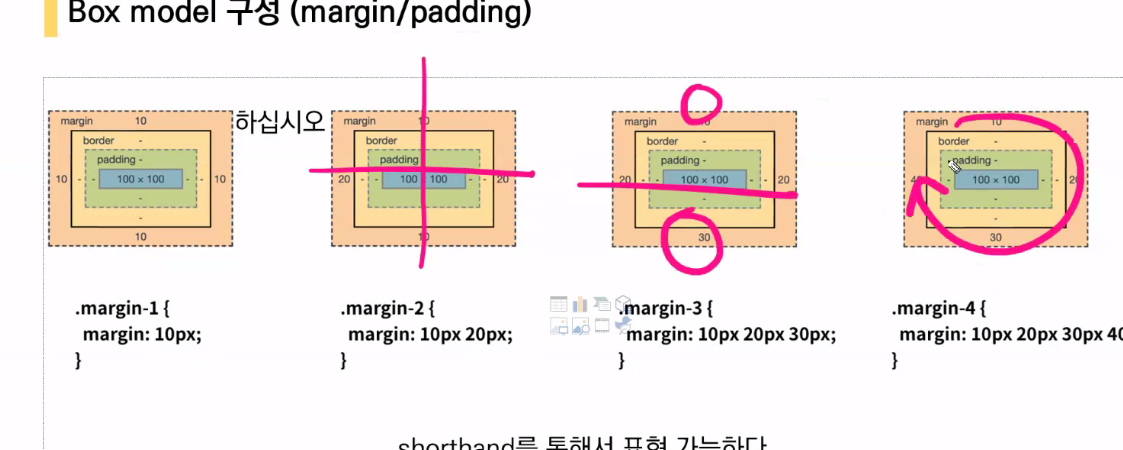 Box model 구성 (margin/padding)
하십시오
margin 10
border -
padding -
10 - - 100 × 100 - - 10
-
-
10
margin 10
border
padding
20 - 100 100 - 20
10
margin 10
border -
padding -
20 - - 100 × 100 - - 20
-
30
margin 10
border -
padding -
- 100 × 100 - -
-
-
30
.margin-1 {
margin: 10px;
}
.margin-2 {
margin: 10px 20px;
}
.margin-3 {
margin: 10px 20px 30px;
}
.margin-4 {
margin: 10px 20px 30px 40
}
shorthand를 통해서 표현 가능하다